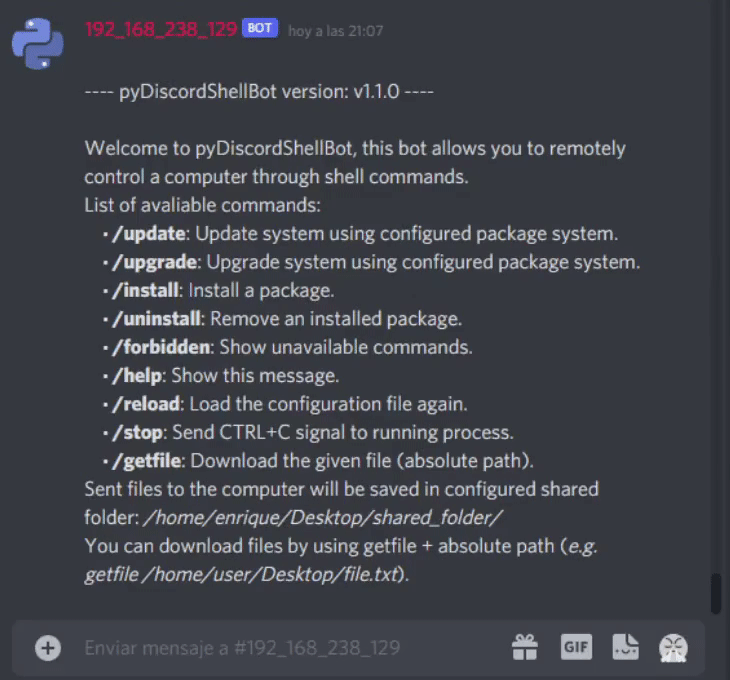 192_168_238_129 BOT hoy a las 21:07
---- pyDiscordShellBot version: v1.1.0 ----
Welcome to pyDiscordShellBot, this bot allows you to remotely
control a computer through shell commands.
List of avaliable commands:
• /update: Update system using configured package system.
• /upgrade: Upgrade system using configured package system.
• /install: Install a package.
• /uninstall: Remove an installed package.
• /forbidden: Show unavailable commands.
• /help: Show this message.
• /reload: Load the configuration file again.
• /stop: Send CTRL+C signal to running process.
• /getfile: Download the given file (absolute path).
Sent files to the computer will be saved in configured shared
folder: /home/enrique/Desktop/shared_folder/
You can download files by using getfile + absolute path (e.g.
getfile /home/user/Desktop/file.txt).
Enviar mensaje a #192_168_238_129 GIF